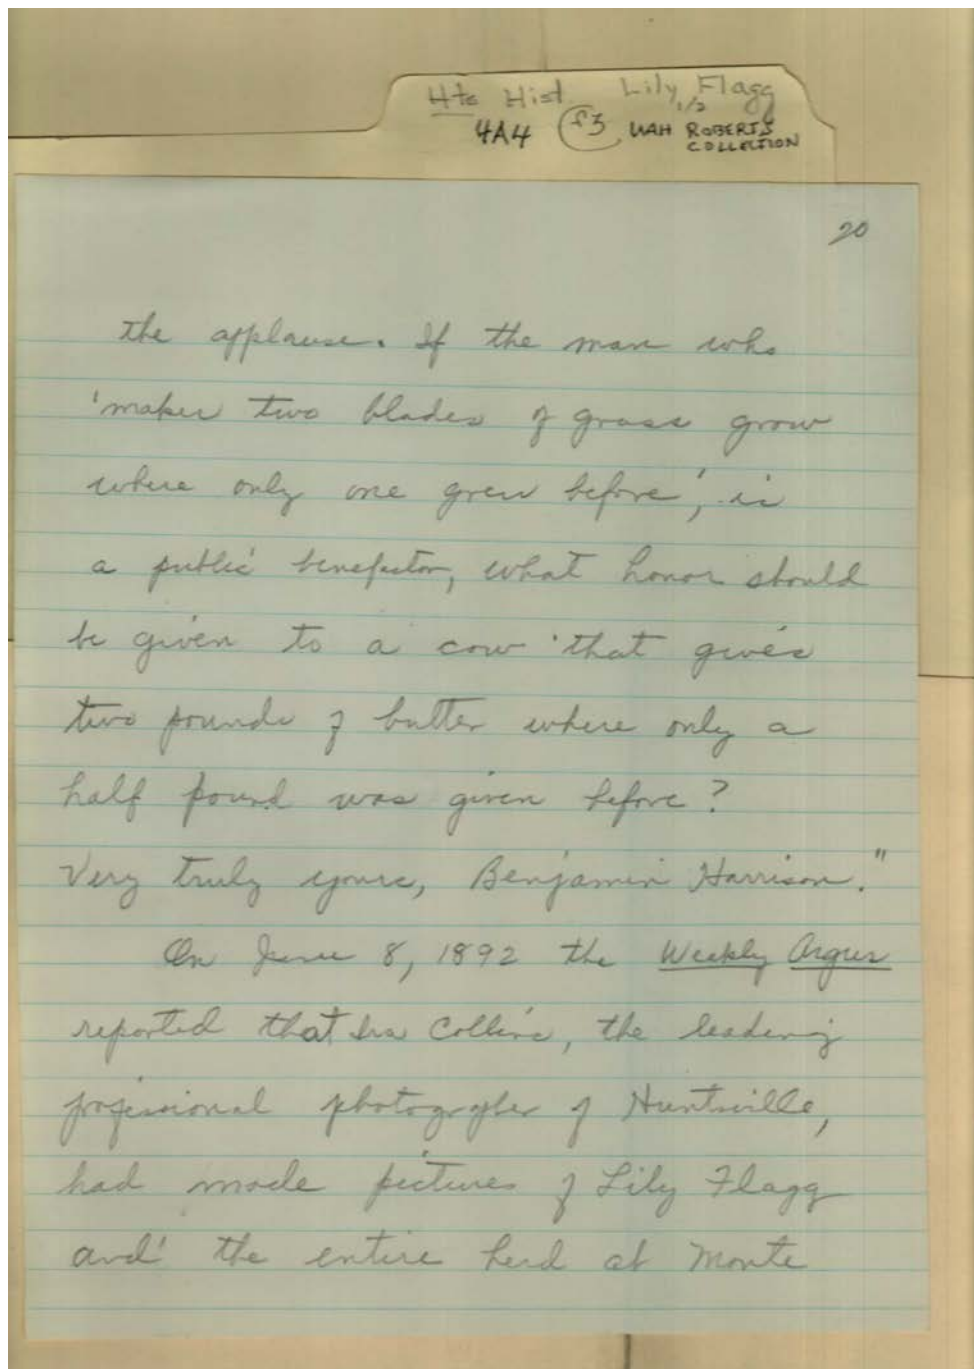 Hts Hist Lily Flagg
1/2
4A4 f3 UAH ROBERTS
COLLECTION
20
the applause. If the man who
'makes two blades of grass grow
where only one grew before', is
a public benefactor, what honor should
be given to a cow that gives
two pounds of butter where only a
half pound was given before?
Very truly yours, Benjamin Harrison."
On June 8, 1892 the Weekly Argus
reported that Ira Collins, the leading
professional photographer of Huntsville,
had made pictures of Lily Flagg
and the entire herd at Monte